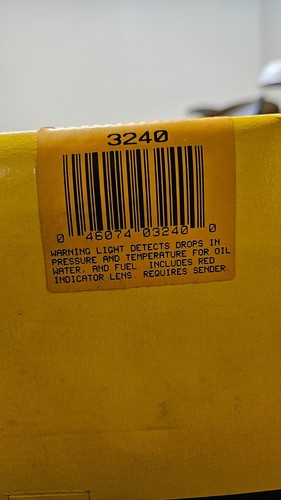 3240
0 46074 03240 0
WARNING LIGHT DETECTS DROPS IN
PRESSURE AND TEMPERATURE FOR OIL
WATER, AND FUEL  INCLUDES RED
INDICATOR LENS. REQUIRES SENDER.